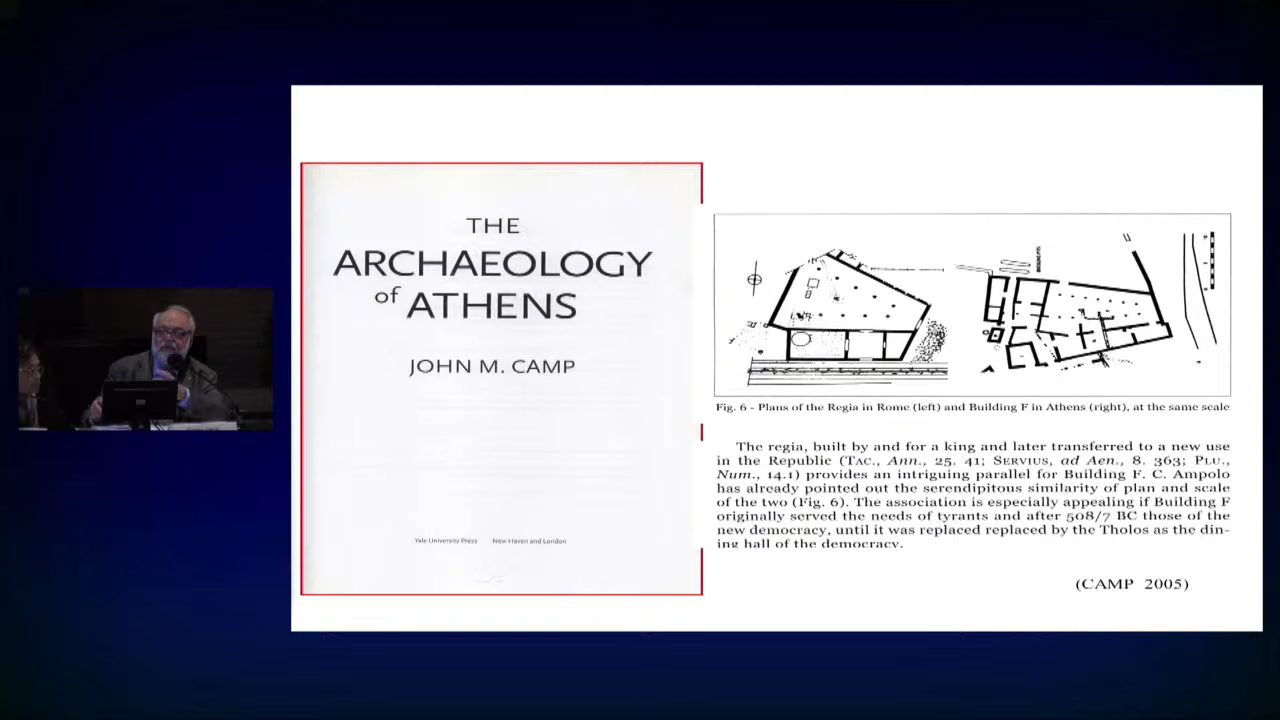 THE
ARCHAEOLOGY
of ATHENS
JOHN M. CAMP
Yale University Press New Haven and London
Fig. 6 - Plans of the Regia in Rome (left) and Building F in Athens (right), at the same scale
The regia, built by and for a king and later transferred to a new use
in the Republic (TAC., Ann., 25. 41; SERVIUS, ad Aen., 8. 363; PLU.,
Num., 14.1) provides an intriguing parallel for Building F. C. Ampolo
has already pointed out the serendipitous similarity of plan and scale
of the two (Fig. 6). The association is especially appealing if Building F
originally served the needs of tyrants and after 508/7 BC those of the
new democracy, until it was replaced replaced by the Tholos as the din-
ing hall of the democracy.
(CAMP 2005)